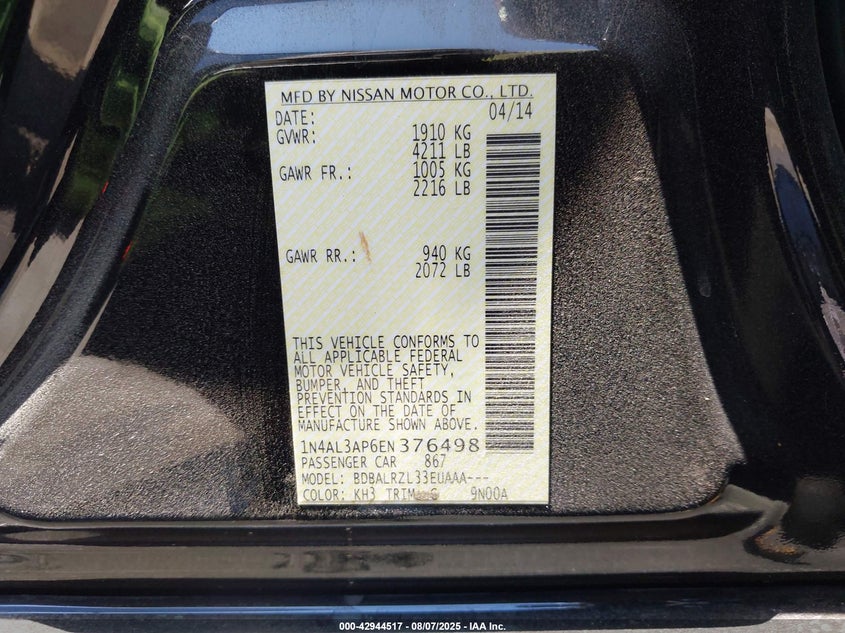 MFD BY NISSAN MOTOR CO., LTD.
DATE: 04/14
GVWR: 1910 KG
4211 LB
GAWR FR.: 1005 KG
2216 LB
GAWR RR.: 940 KG
2072 LB
THIS VEHICLE CONFORMS TO
ALL APPLICABLE FEDERAL
MOTOR VEHICLE SAFETY,
BUMPER, AND THEFT
PREVENTION STANDARDS IN
EFFECT ON THE DATE OF
MANUFACTURE SHOWN ABOVE.
1N4AL3AP6EN376498
PASSENGER CAR 867
MODEL: BDBALRZL33EUAAA---
COLOR: KH3 TRIM: G 9N00A
000-42944517 - 08/07/2025 - IAA Inc.